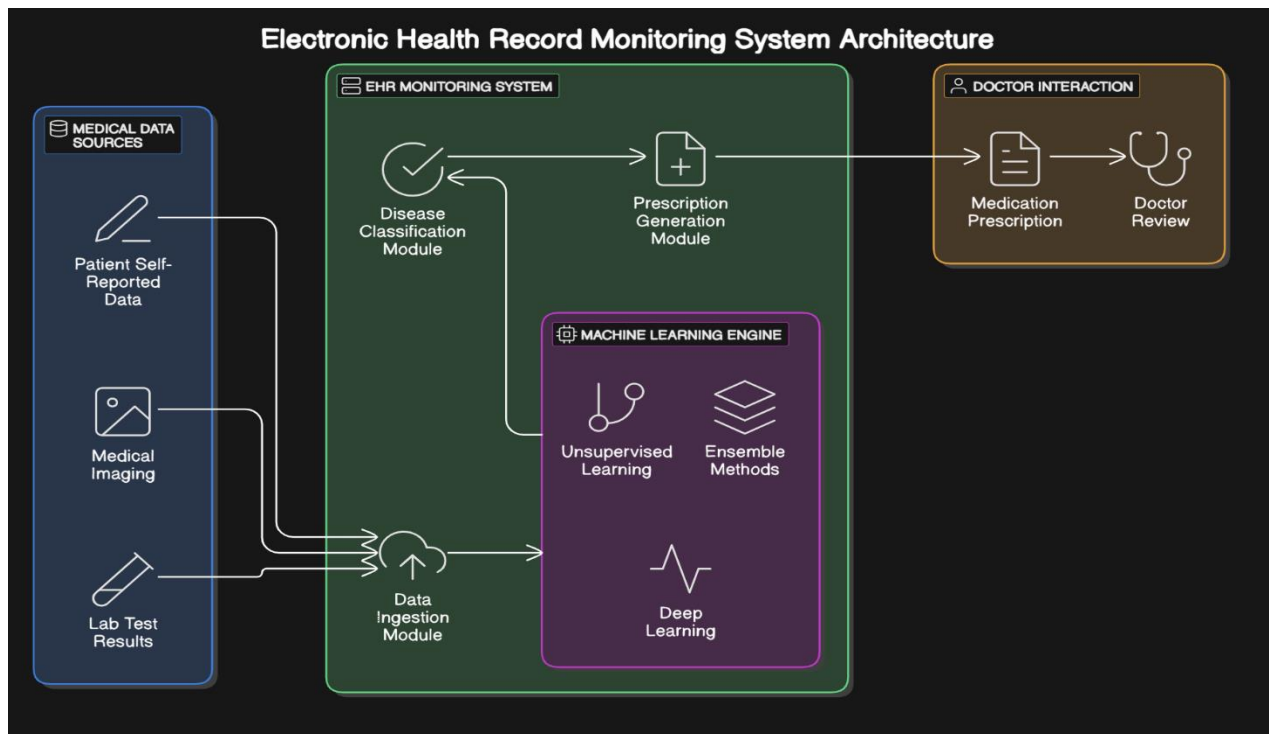 Electronic Health Record Monitoring System Architecture
MEDICAL DATA
SOURCES
Patient Self-
Reported
Data
Medical
Imaging
Lab Test
Results
EHR MONITORING SYSTEM
Disease
Classification
Module
Prescription
Generation
Module
Data
Ingestion
Module
MACHINE LEARNING ENGINE
Unsupervised
Learning
Ensemble
Methods
Deep
Learning
DOCTOR INTERACTION
Medication
Prescription
Doctor
Review